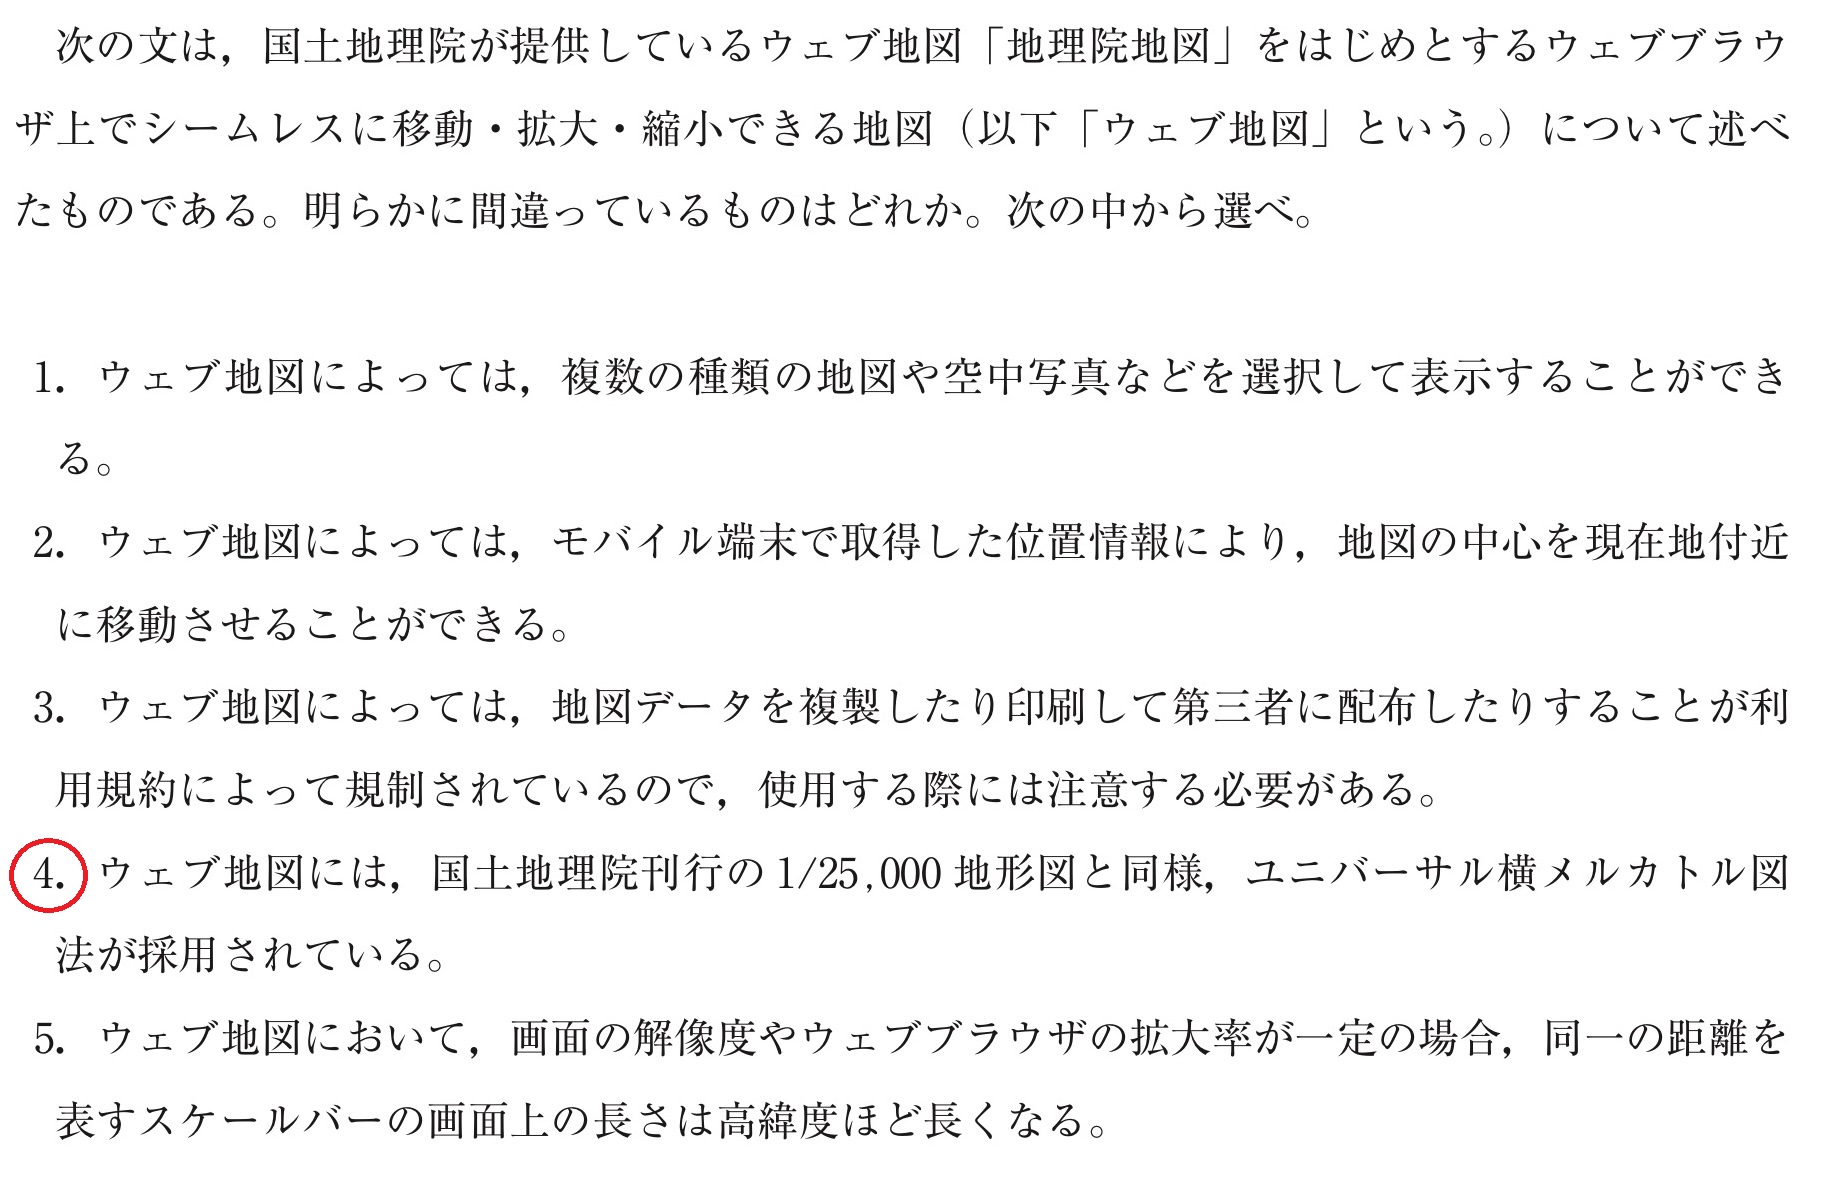 次の文は，国土地理院が提供しているウェブ地図「地理院地図」をはじめとするウェブブラウ
ザ上でシームレスに移動・拡大・縮小できる地図（以下「ウェブ地図」という。）について述べ
たものである。明らかに間違っているものはどれか。次の中から選べ。
1．ウェブ地図によっては，複数の種類の地図や空中写真などを選択して表示することができ
る。
2．ウェブ地図によっては，モバイル端末で取得した位置情報により，地図の中心を現在地付近
に移動させることができる。
3．ウェブ地図によっては，地図データを複製したり印刷して第三者に配布したりすることが利
用規約によって規制されているので，使用する際には注意する必要がある。
4．ウェブ地図には，国土地理院刊行の 1/25,000 地形図と同様，ユニバーサル横メルカトル図
法が採用されている。
5．ウェブ地図において，画面の解像度やウェブブラウザの拡大率が一定の場合，同一の距離を
表すスケールバーの画面上の長さは高緯度ほど長くなる。